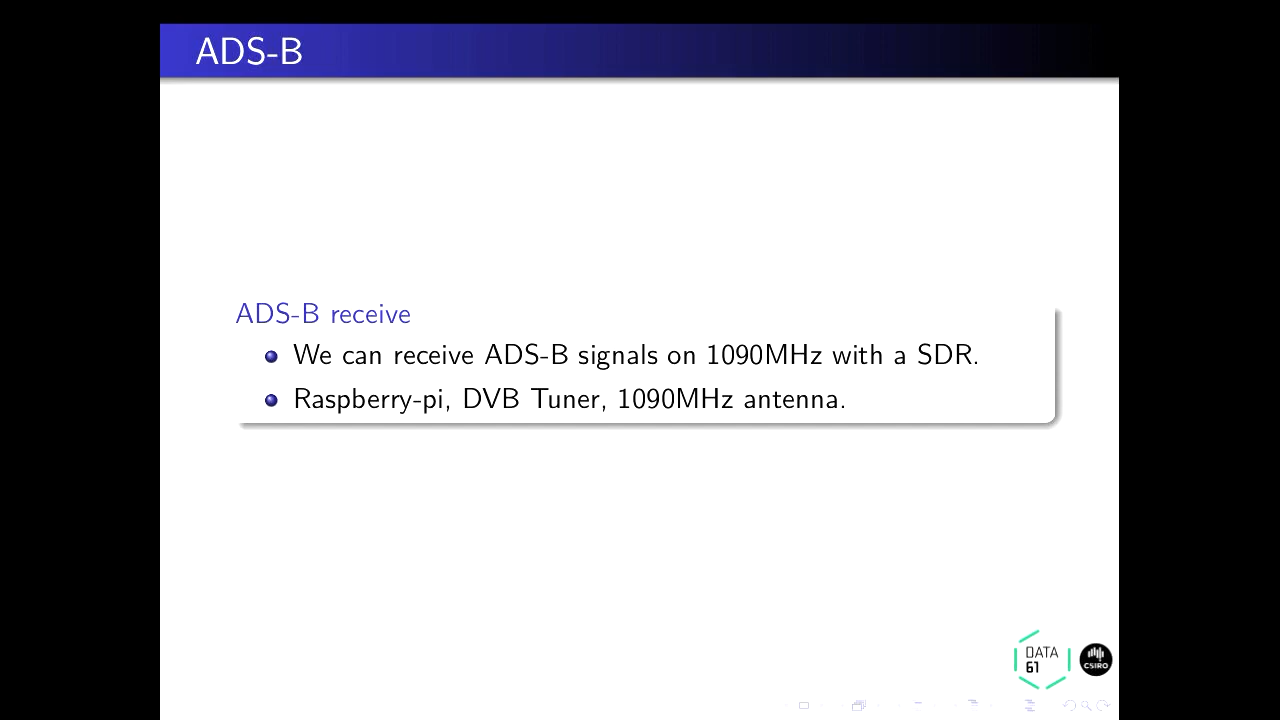 ADS-B
ADS-B receive
We can receive ADS-B signals on 1090MHz with a SDR.
Raspberry-pi, DVB Tuner, 1090MHz antenna.
DATA
61
CSIRO